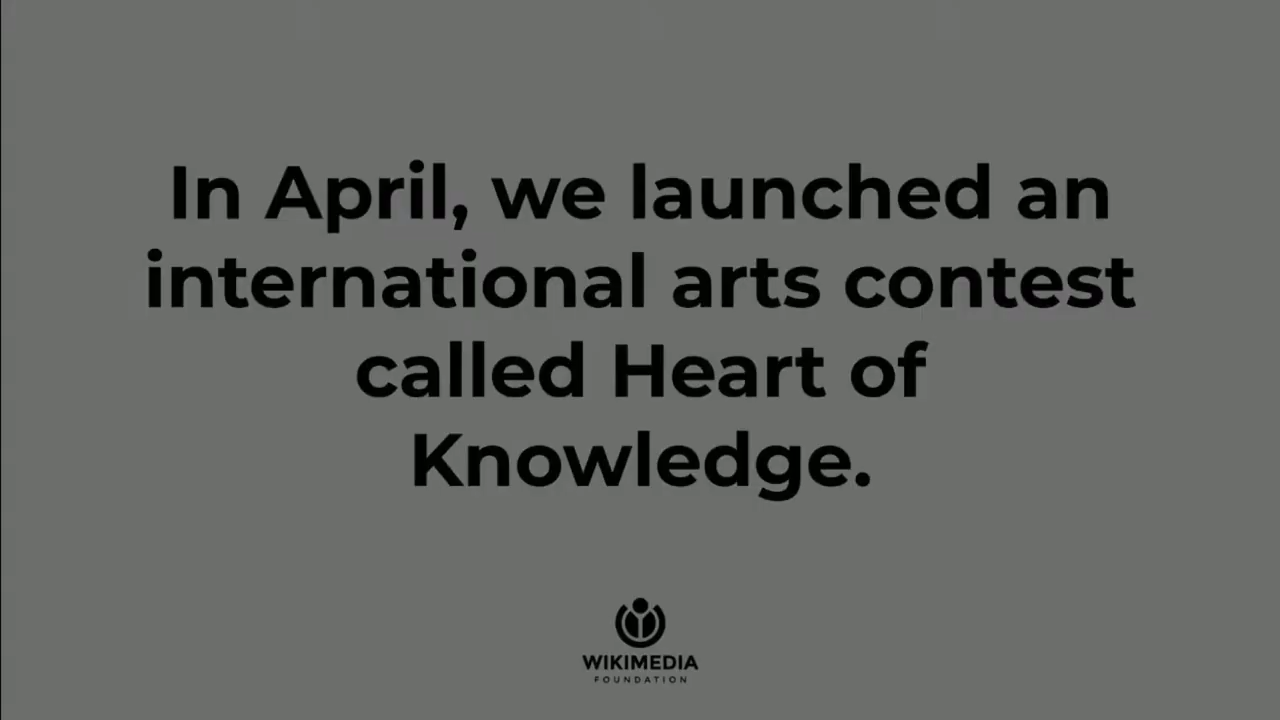 In April, we launched an
international arts contest
called Heart of
Knowledge.
WIKIMEDIA
FOUNDATION